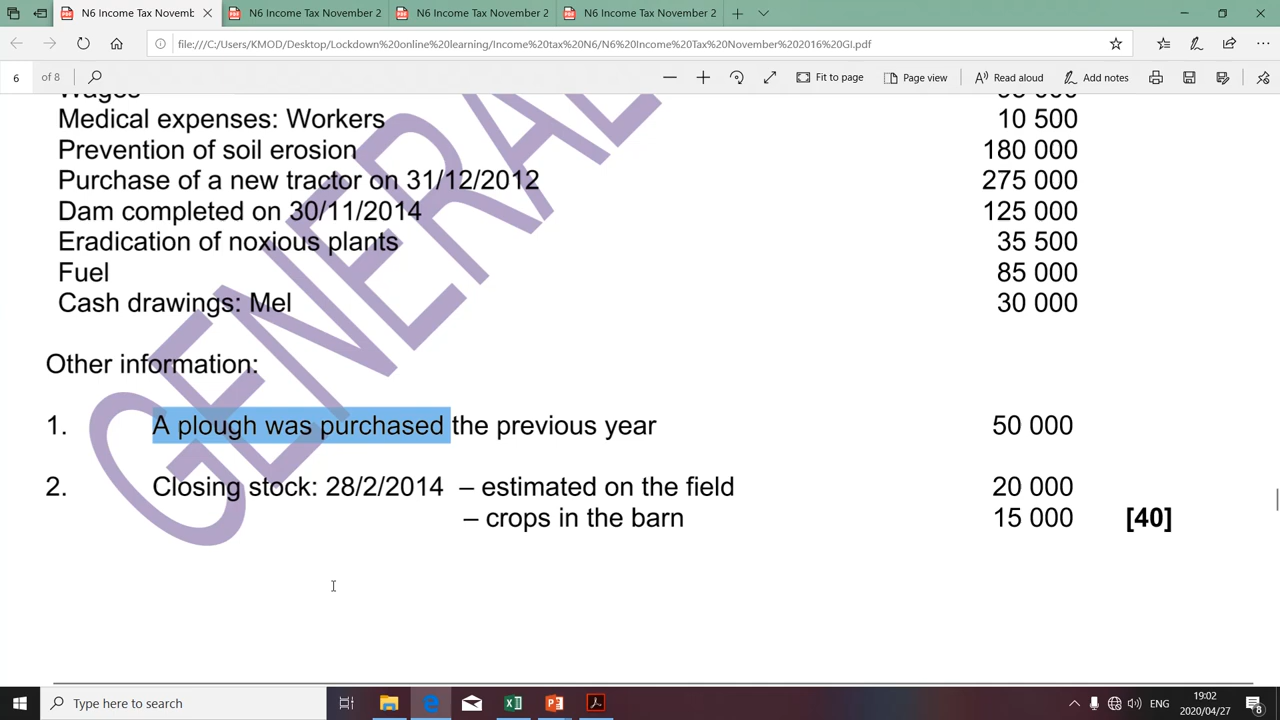 N6 Income Tax November 2
N6 Income Tax November 2
N6 Income Tax November 2
N6 Income Tax November 2
file:///C:/Users/KMOD/Desktop/Lockdown%20online%20learning/Income%20tax%20N6/N6%20Income%20Tax%20November%202016%20GI.pdf
6 of 8
Fit to page
Page view
Read aloud
Add notes
Wages
Medical expenses: Workers 10 500
Prevention of soil erosion 180 000
Purchase of a new tractor on 31/12/2012 275 000
Dam completed on 30/11/2014 125 000
Eradication of noxious plants 35 500
Fuel 85 000
Cash drawings: Mel 30 000
Other information:
1. A plough was purchased the previous year 50 000
2. Closing stock: 28/2/2014 – estimated on the field 20 000
– crops in the barn 15 000 [40]
GENERAL
Type here to search
ENG
19:02
2020/04/27
8